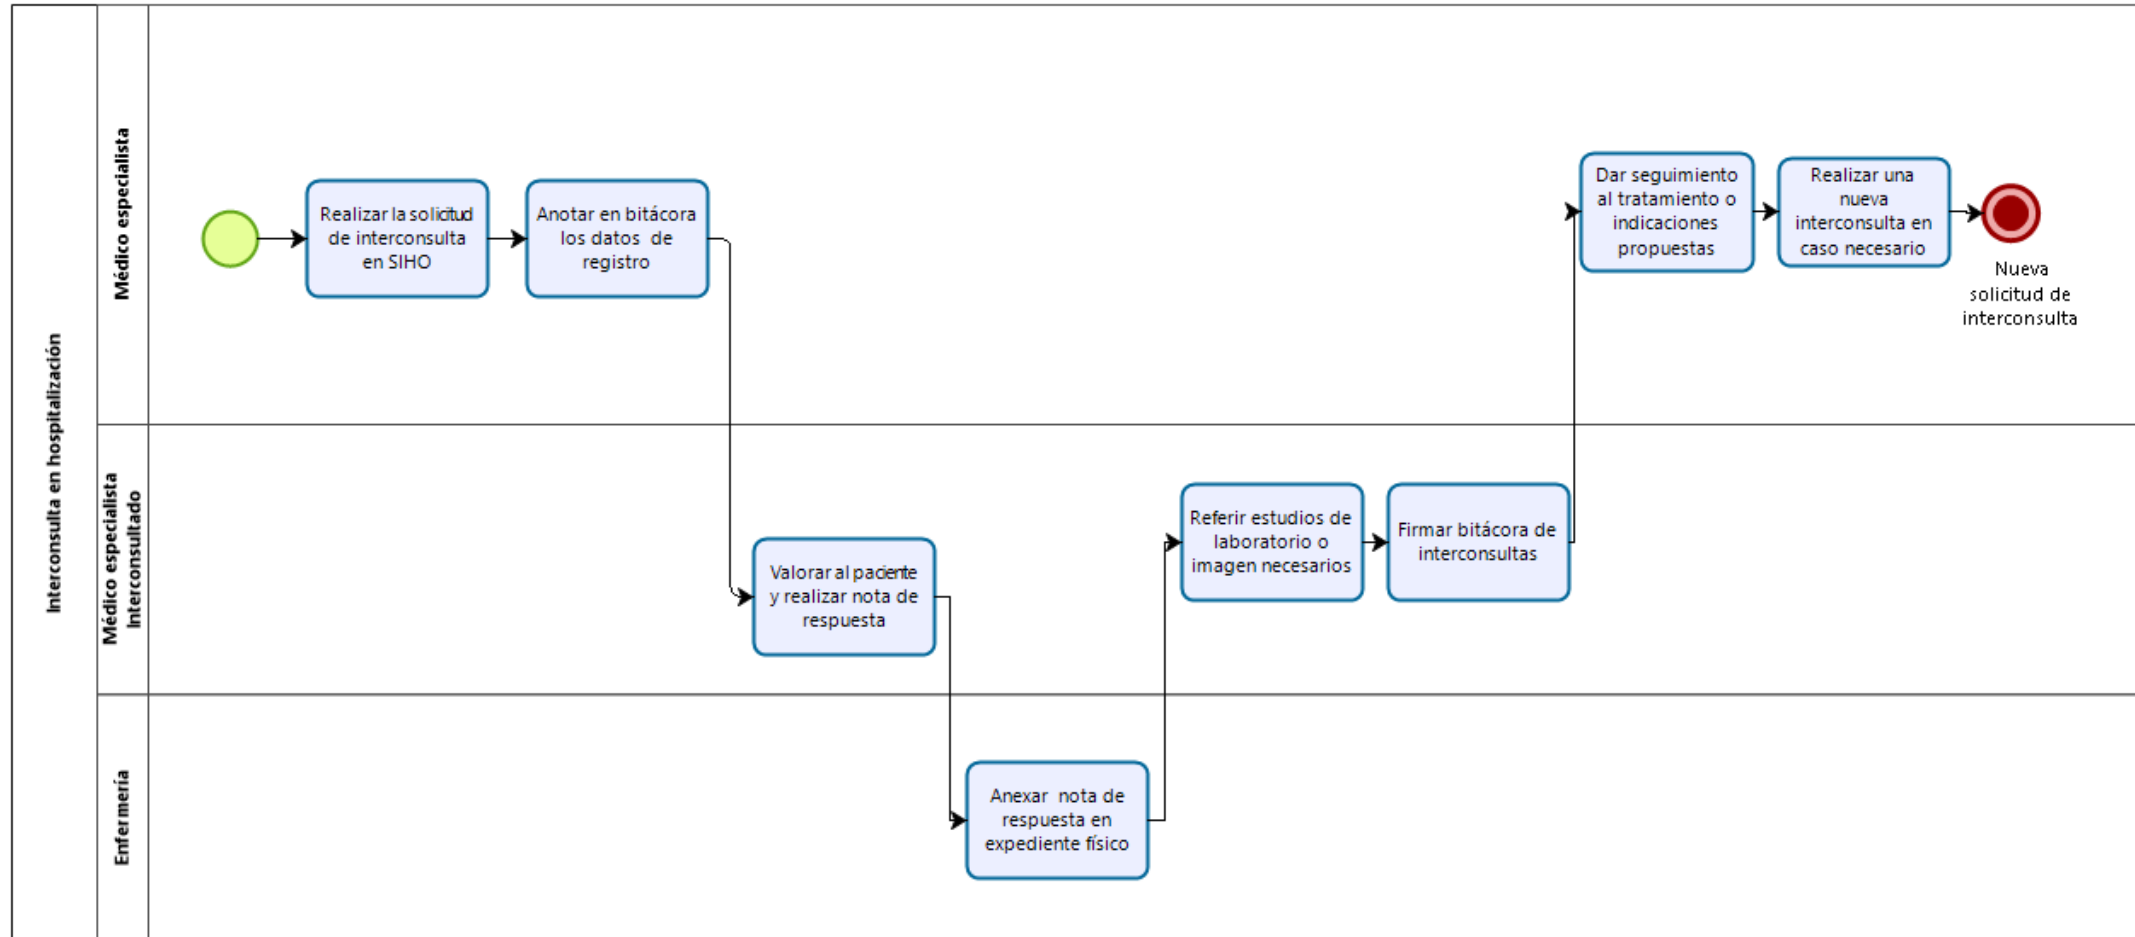 Interconsulta en hospitalización
Médico especialista
Realizar la solicitud
de interconsulta
en SIHO
Anotar en bitácora
los datos de
registro
Dar seguimiento
al tratamiento o
indicaciones
propuestas
Realizar una
nueva
interconsulta en
caso necesario
Nueva
solicitud de
interconsulta
Médico especialista
Interconsultado
Valorar al paciente
y realizar nota de
respuesta
Referir estudios de
laboratorio o
imagen necesarios
Firmar bitácora de
interconsultas
Enfermería
Anexar nota de
respuesta en
expediente físico